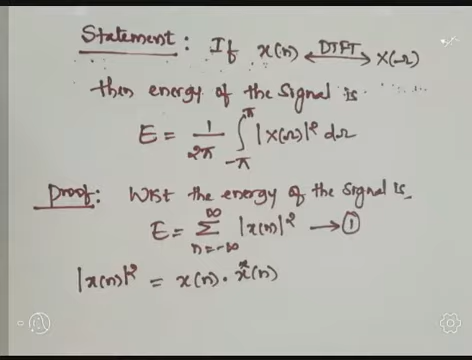 Statement : If x(n) <--DTFT--> X(Ω)
then energy of the signal is
E = 1/2π ∫_{-π}^{π} |X(Ω)|² dΩ
Proof : WKT the energy of the signal is,
E = Σ_{n=-∞}^{∞} |x(n)|² → ①
|x(n)|² = x(n) · x*(n)